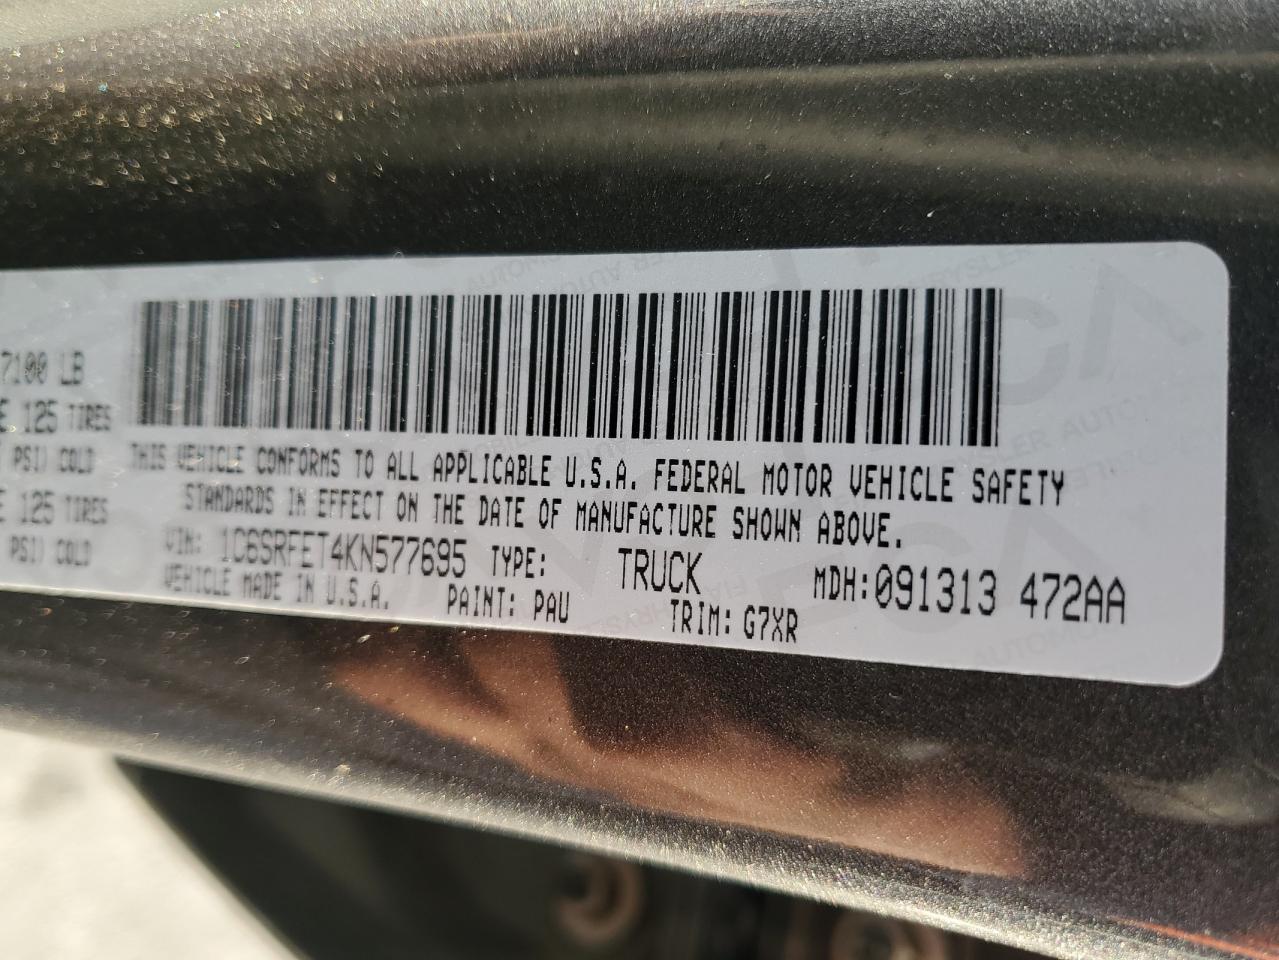 7100 LB
E 125 TIRES
PSI) COLD
E 125 TIRES
PSI) COLD
THIS VEHICLE CONFORMS TO ALL APPLICABLE U.S.A. FEDERAL MOTOR VEHICLE SAFETY
STANDARDS IN EFFECT ON THE DATE OF MANUFACTURE SHOWN ABOVE.
VIN: 1C6SRFET4KN577695 TYPE: TRUCK MDH:091313 472AA
VEHICLE MADE IN U.S.A. PAINT: PAU TRIM: G7XR